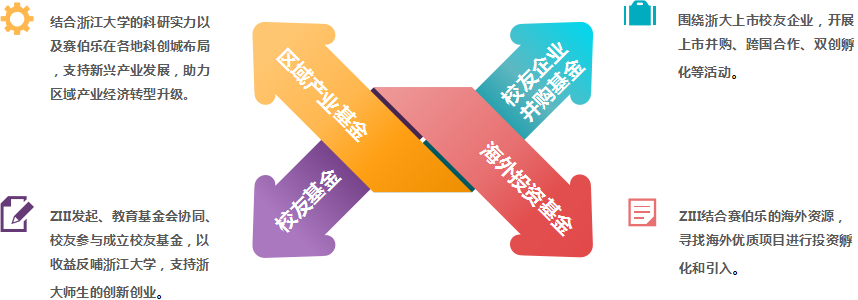 结合浙江大学的科研实力以
及赛伯乐在各地科创城布局
，支持新兴产业发展，助力
区域产业经济转型升级。
区域产业基金
校友企业
并购基金
围绕浙大上市校友企业，开展
上市并购、跨国合作、双创孵
化等活动。
ZIII发起、教育基金会协同、
校友参与成立校友基金，以
收益反哺浙江大学，支持浙
大师生的创新创业。
校友基金
海外投资基金
ZIII结合赛伯乐的海外资源，
寻找海外优质项目进行投资孵
化和引入。